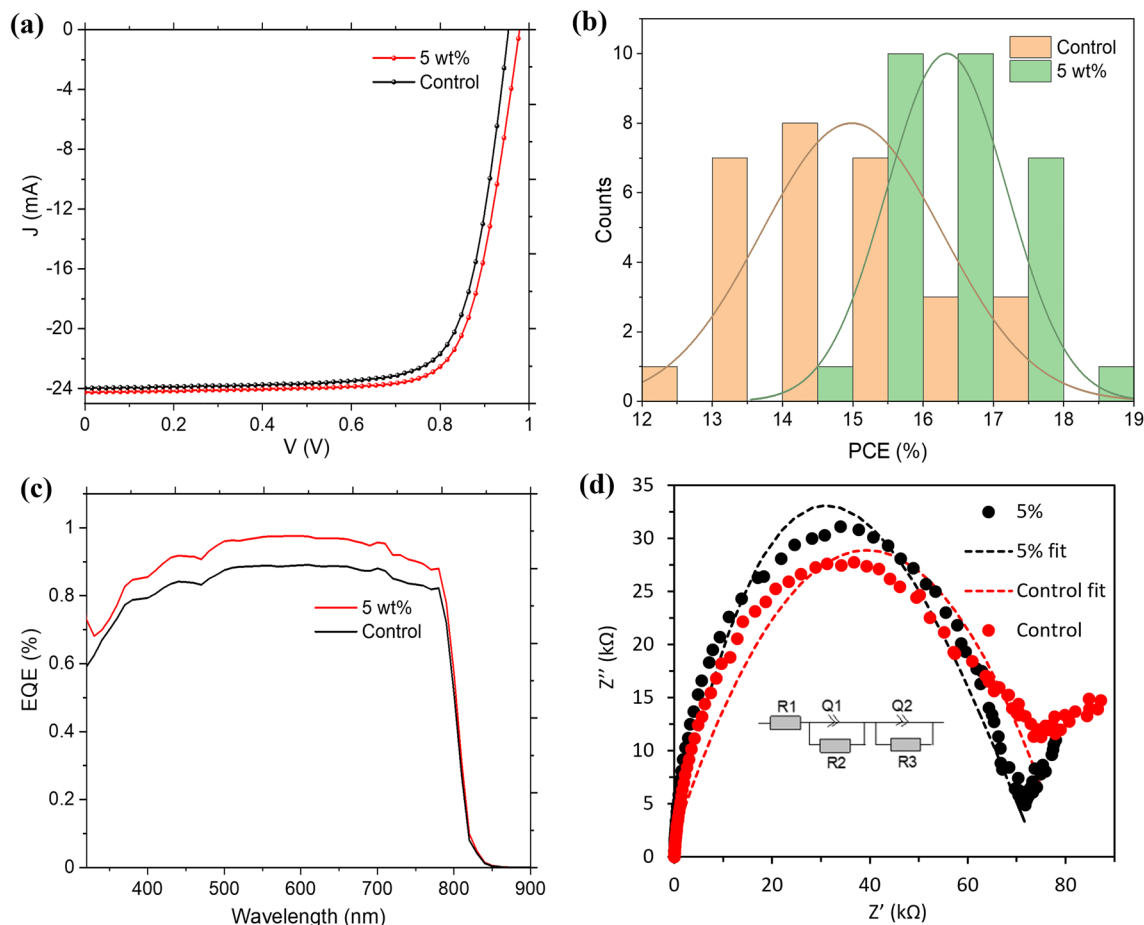 (a)
0
-4
-8
-12
-16
-20
-24
J (mA)
5 wt%
Control
0
0.2
0.4
0.6
0.8
1
V (V)
(b)
10
8
6
4
2
0
Counts
Control
5 wt%
12
13
14
15
16
17
18
19
PCE (%)
(c)
1
0.8
0.6
0.4
0.2
0
EQE (%)
5 wt%
Control
400
500
600
700
800
900
Wavelength (nm)
(d)
35
30
25
20
15
10
5
0
Z’’ (kΩ)
5%
5% fit
Control fit
Control
R1
Q1
Q2
R2
R3
0
20
40
60
80
Z’ (kΩ)